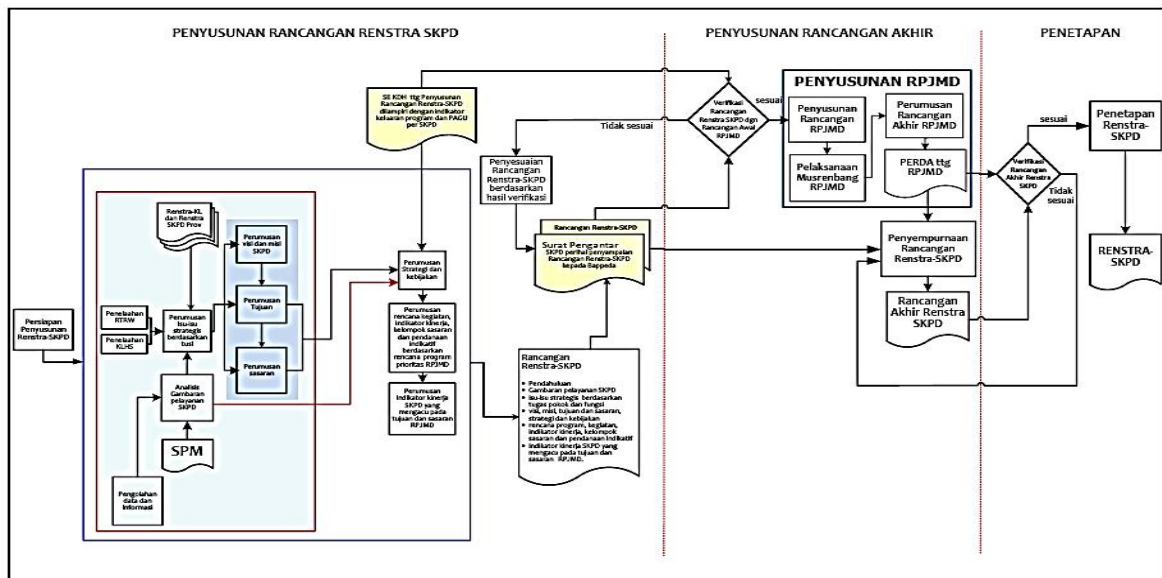 PENYUSUNAN RANCANGAN RENSTRA SKPD
PENYUSUNAN RANCANGAN AKHIR
PENETAPAN
SE KDH ttg Penyusunan
Rancangan Renstra-SKPD
dilampiri dengan indikator
keluaran program dan PAGU
per SKPD
Verifikasi
Rancangan
Renstra SKPD dgn
Rancangan Awal
RPJMD
sesuai
Tidak sesuai
PENYUSUNAN RPJMD
Penyusunan
Rancangan
RPJMD
Perumusan
Rancangan
Akhir RPJMD
Pelaksanaan
Musrenbang
RPJMD
PERDA ttg
RPJMD
Verifikasi
Rancangan
Akhir Renstra
SKPD
sesuai
Tidak
sesuai
Penetapan
Renstra-
SKPD
RENSTRA-
SKPD
Penyesuaian
Rancangan
Renstra-SKPD
berdasarkan
hasil verifikasi
Rancangan Renstra-SKPD
Surat Pengantar
SKPD perihal penyampaian
Rancangan Renstra-SKPD
kepada Bappeda
Penyempurnaan
Rancangan
Renstra-SKPD
Rancangan
Akhir Renstra
SKPD
Persiapan
Penyusunan
Renstra-SKPD
Renstra-KL
dan Renstra
SKPD Prov
Perumusan
visi dan misi
SKPD
Penelaahan
RTRW
Penelaahan
KLHS
Perumusan
Isu-isu
strategis
berdasarkan
tusi
Perumusan
Tujuan
Perumusan
sasaran
Analisis
Gambaran
pelayanan
SKPD
SPM
Pengolahan
data dan
informasi
Perumusan
Strategi dan
kebijakan
Perumusan
rencana kegiatan,
indikator kinerja,
kelompok sasaran
dan pendanaan
indikatif
berdasarkan
rencana program
prioritas RPJMD
Perumusan
indikator kinerja
SKPD yang
mengacu pada
tujuan dan
sasaran RPJMD
Rancangan
Renstra-SKPD
• Pendahuluan
• Gambaran pelayanan SKPD
• isu-isu strategis berdasarkan
tugas pokok dan fungsi
• visi, misi, tujuan dan sasaran,
strategi dan kebijakan
• rencana program, kegiatan,
indikator kinerja, kelompok
sasaran dan pendanaan indikatif
• indikator kinerja SKPD yang
mengacu pada tujuan dan
sasaran RPJMD.